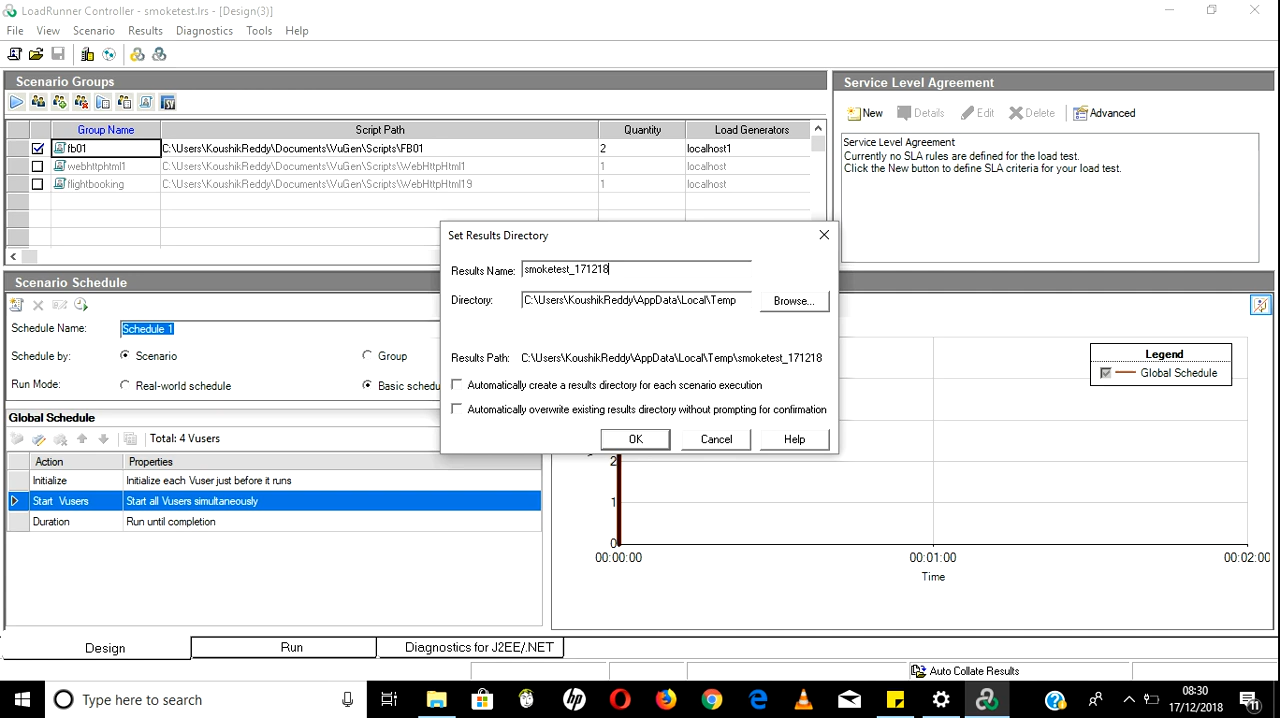 LoadRunner Controller - smoketest.lrs - [Design(3)]
File View Scenario Results Diagnostics Tools Help
Scenario Groups
Group Name Script Path Quantity Load Generators
fb01 C:\Users\KoushikReddy\Documents\VuGen\Scripts\FB01 2 localhost1
webhttphtml1 C:\Users\KoushikReddy\Documents\VuGen\Scripts\WebHttpHtml1 1 localhost
flightbooking C:\Users\KoushikReddy\Documents\VuGen\Scripts\WebHttpHtml19 1 localhost
Service Level Agreement
New Details Edit Delete Advanced
Service Level Agreement
Currently no SLA rules are defined for the load test.
Click the New button to define SLA criteria for your load test.
Set Results Directory
Results Name: smoketest_171218
Directory: C:\Users\KoushikReddy\AppData\Local\Temp Browse...
Results Path: C:\Users\KoushikReddy\AppData\Local\Temp\smoketest_171218
Automatically create a results directory for each scenario execution
Automatically overwrite existing results directory without prompting for confirmation
OK Cancel Help
Scenario Schedule
Schedule Name: Schedule 1
Schedule by: Scenario Group
Run Mode: Real-world schedule Basic schedu
Global Schedule
Total: 4 Vusers
Action Properties
Initialize Initialize each Vuser just before it runs
Start Vusers Start all Vusers simultaneously
Duration Run until completion
Legend
Global Schedule
2
1
0
00:00:00 00:01:00 00:02:00
Time
Design Run Diagnostics for J2EE/.NET
Auto Collate Results
Type here to search
08:30
17/12/2018
11